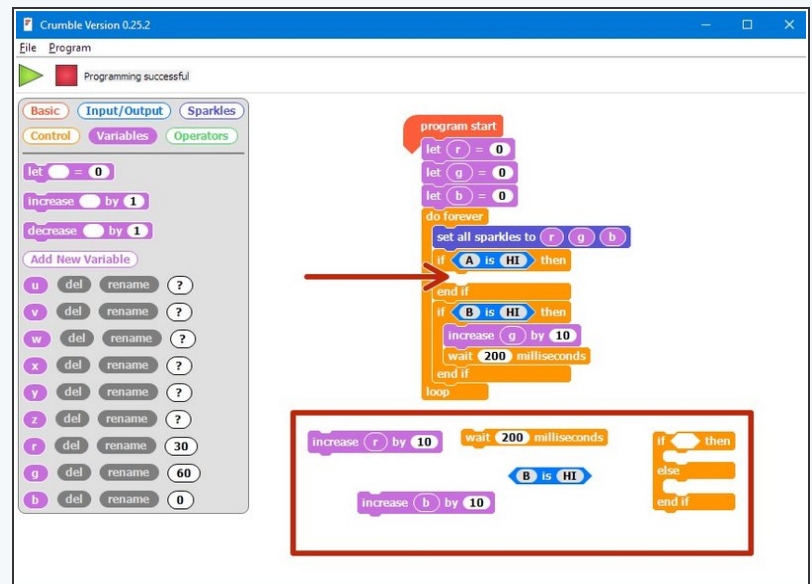 Crumble Version 0.25.2
File Program
Programming successful
Basic Input/Output Sparkles
Control Variables Operators
let = 0
increase by 1
decrease by 1
Add New Variable
u del rename ?
v del rename ?
w del rename ?
x del rename ?
y del rename ?
z del rename ?
r del rename 30
g del rename 60
b del rename 0
program start
let r = 0
let g = 0
let b = 0
do forever
set all sparkles to r g b
if A is HI then
end if
if B is HI then
increase g by 10
wait 200 milliseconds
end if
loop
increase r by 10
wait 200 milliseconds
B is HI
increase b by 10
if then
else
end if